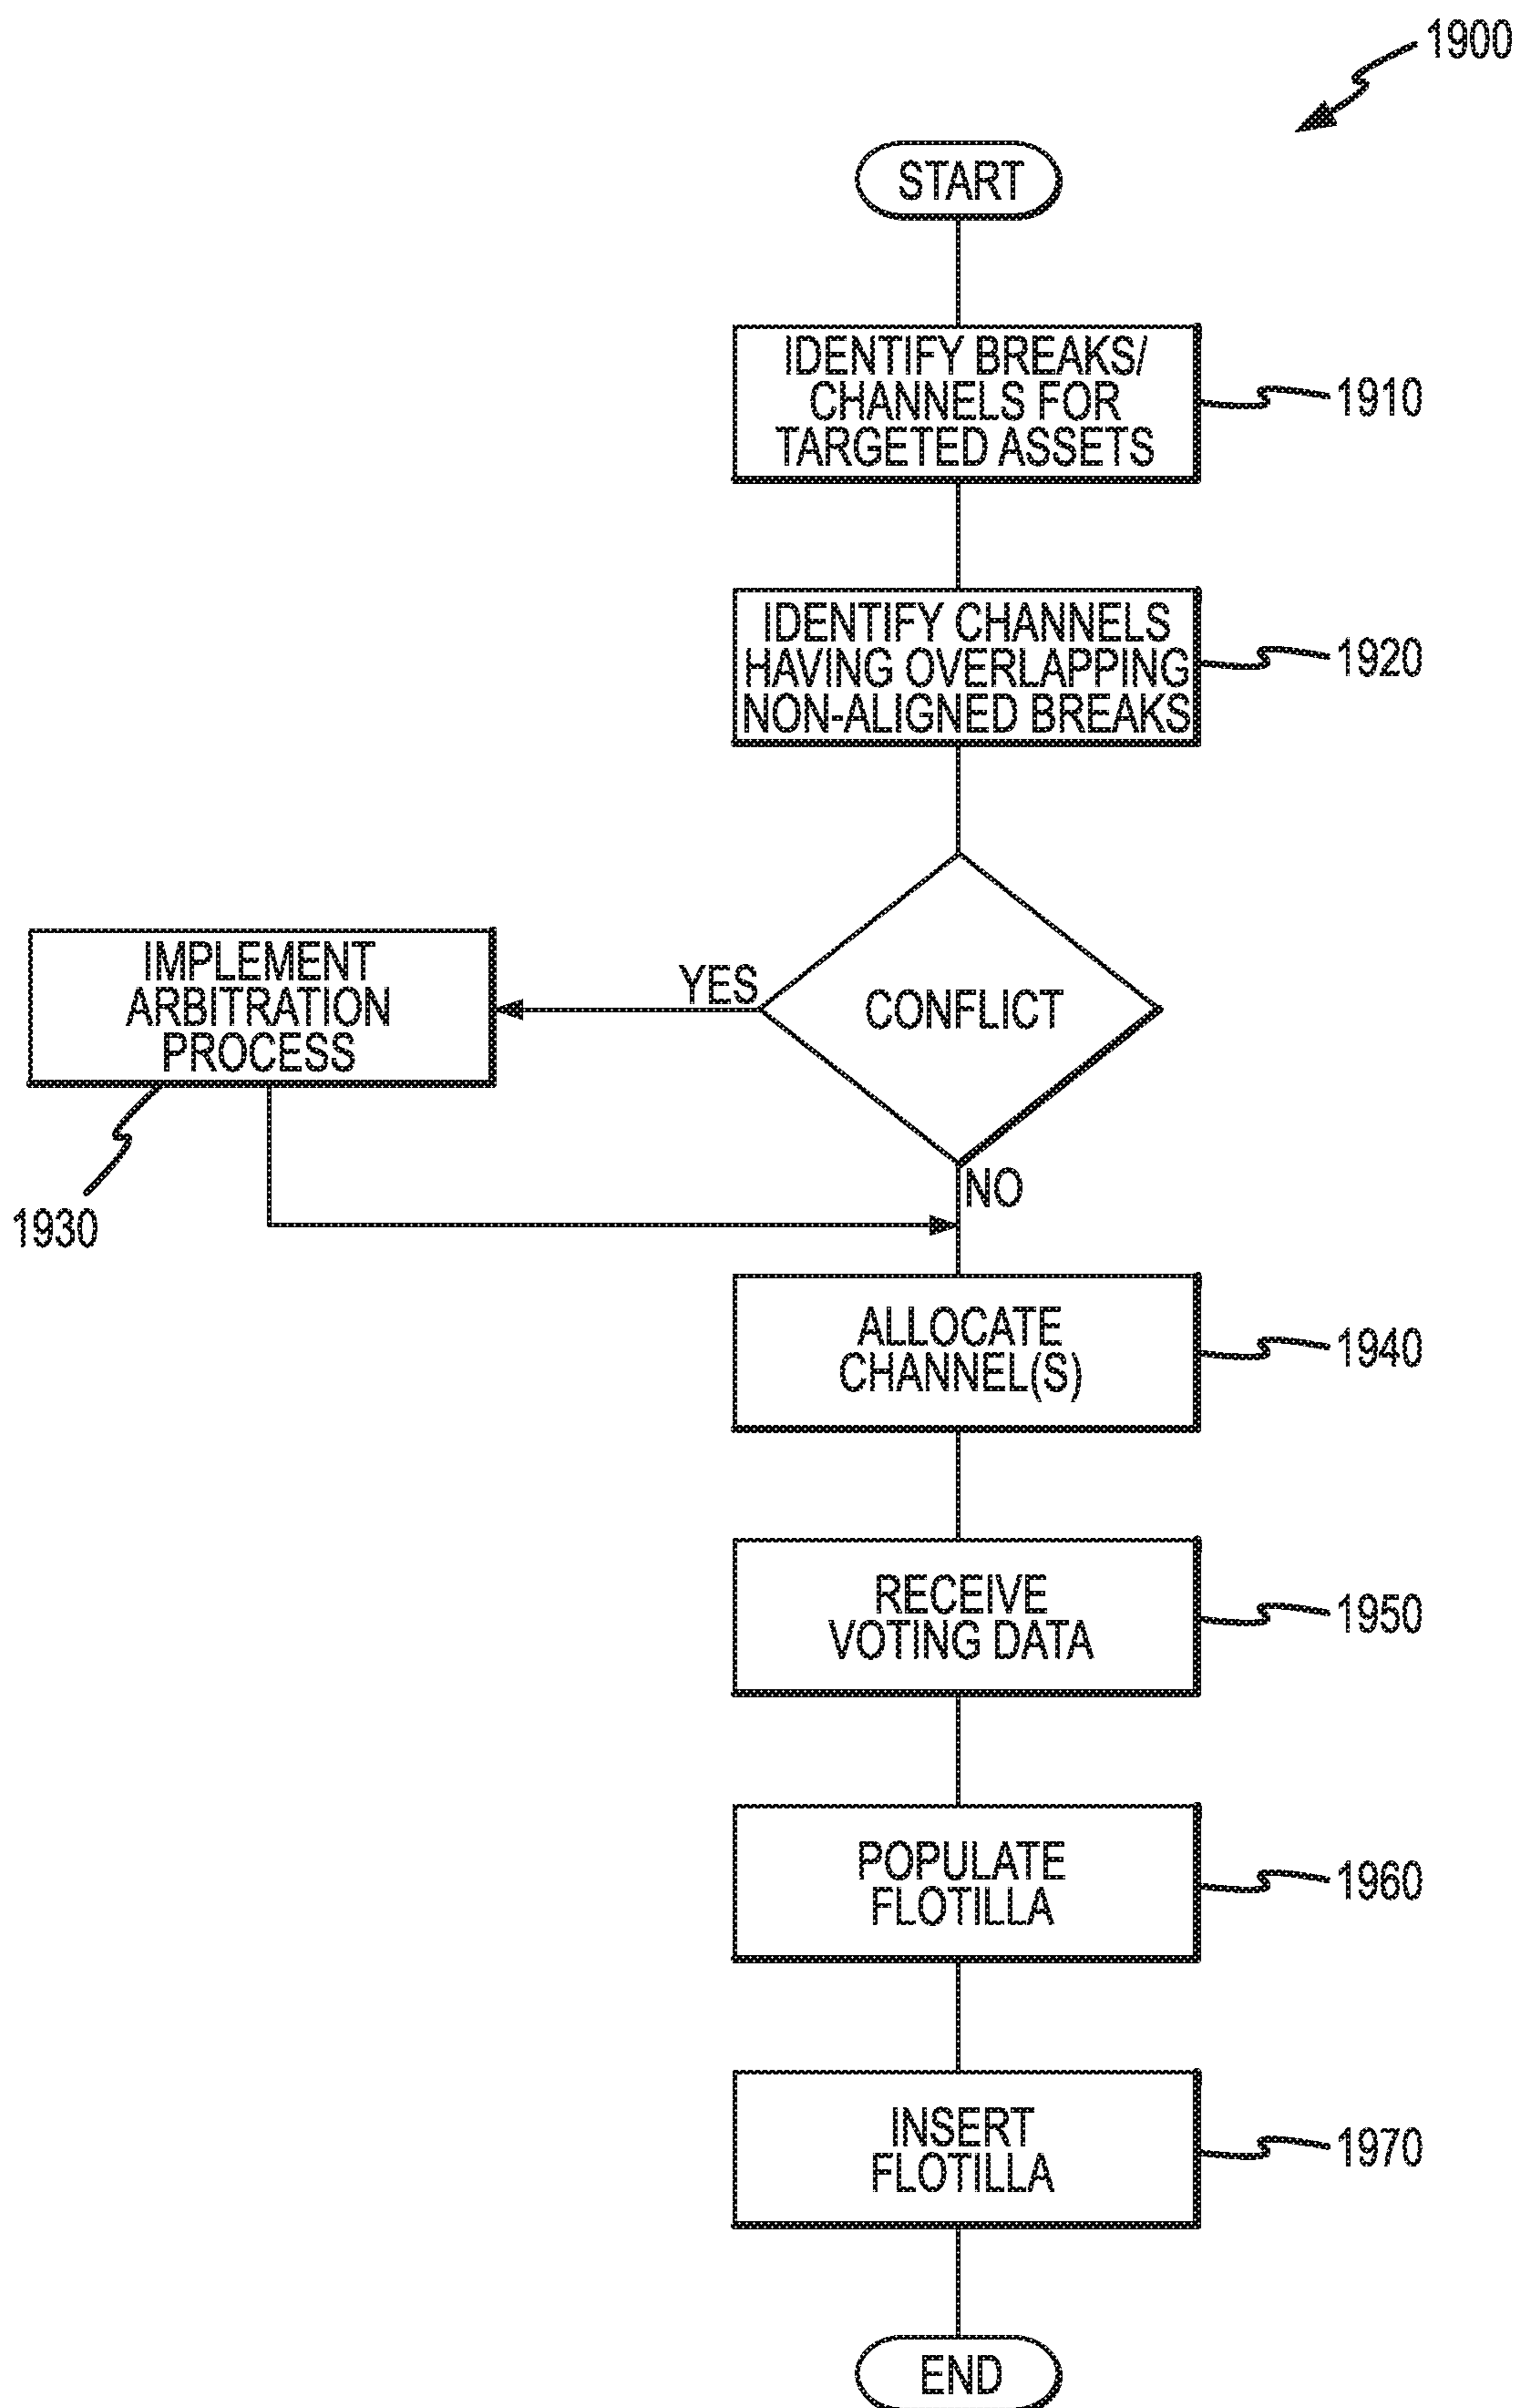 1900
START
IDENTIFY BREAKS/
CHANNELS FOR
TARGETED ASSETS
1910
IDENTIFY CHANNELS
HAVING OVERLAPPING
NON-ALIGNED BREAKS
1920
CONFLICT
YES
IMPLEMENT
ARBITRATION
PROCESS
1930
NO
ALLOCATE
CHANNEL(S)
1940
RECEIVE
VOTING DATA
1950
POPULATE
FLOTILLA
1960
INSERT
FLOTILLA
1970
END